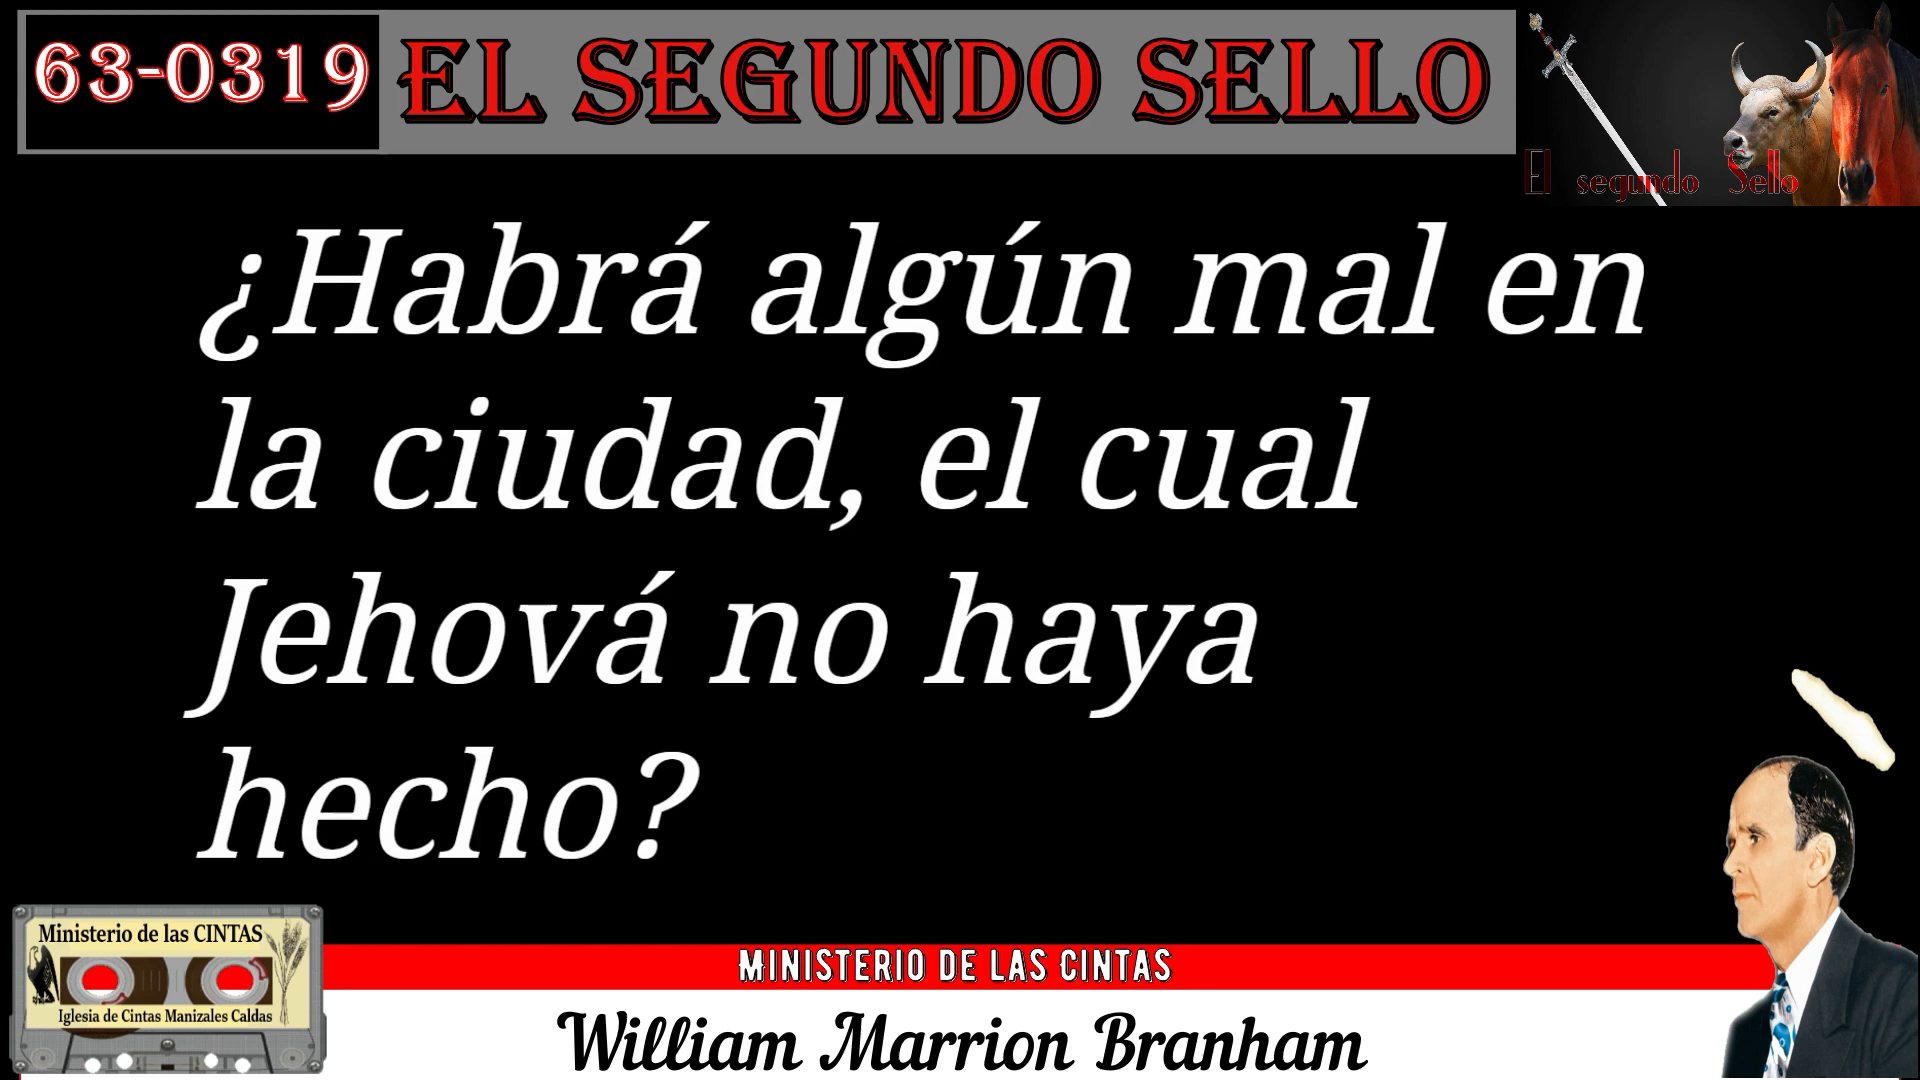 63-0319
EL SEGUNDO SELLO
El segundo Sello
¿Habrá algún mal en
la ciudad, el cual
Jehová no haya
hecho?
Ministerio de las CINTAS
Iglesia de Cintas Manizales Caldas
MINISTERIO DE LAS CINTAS
William Marrion Branham